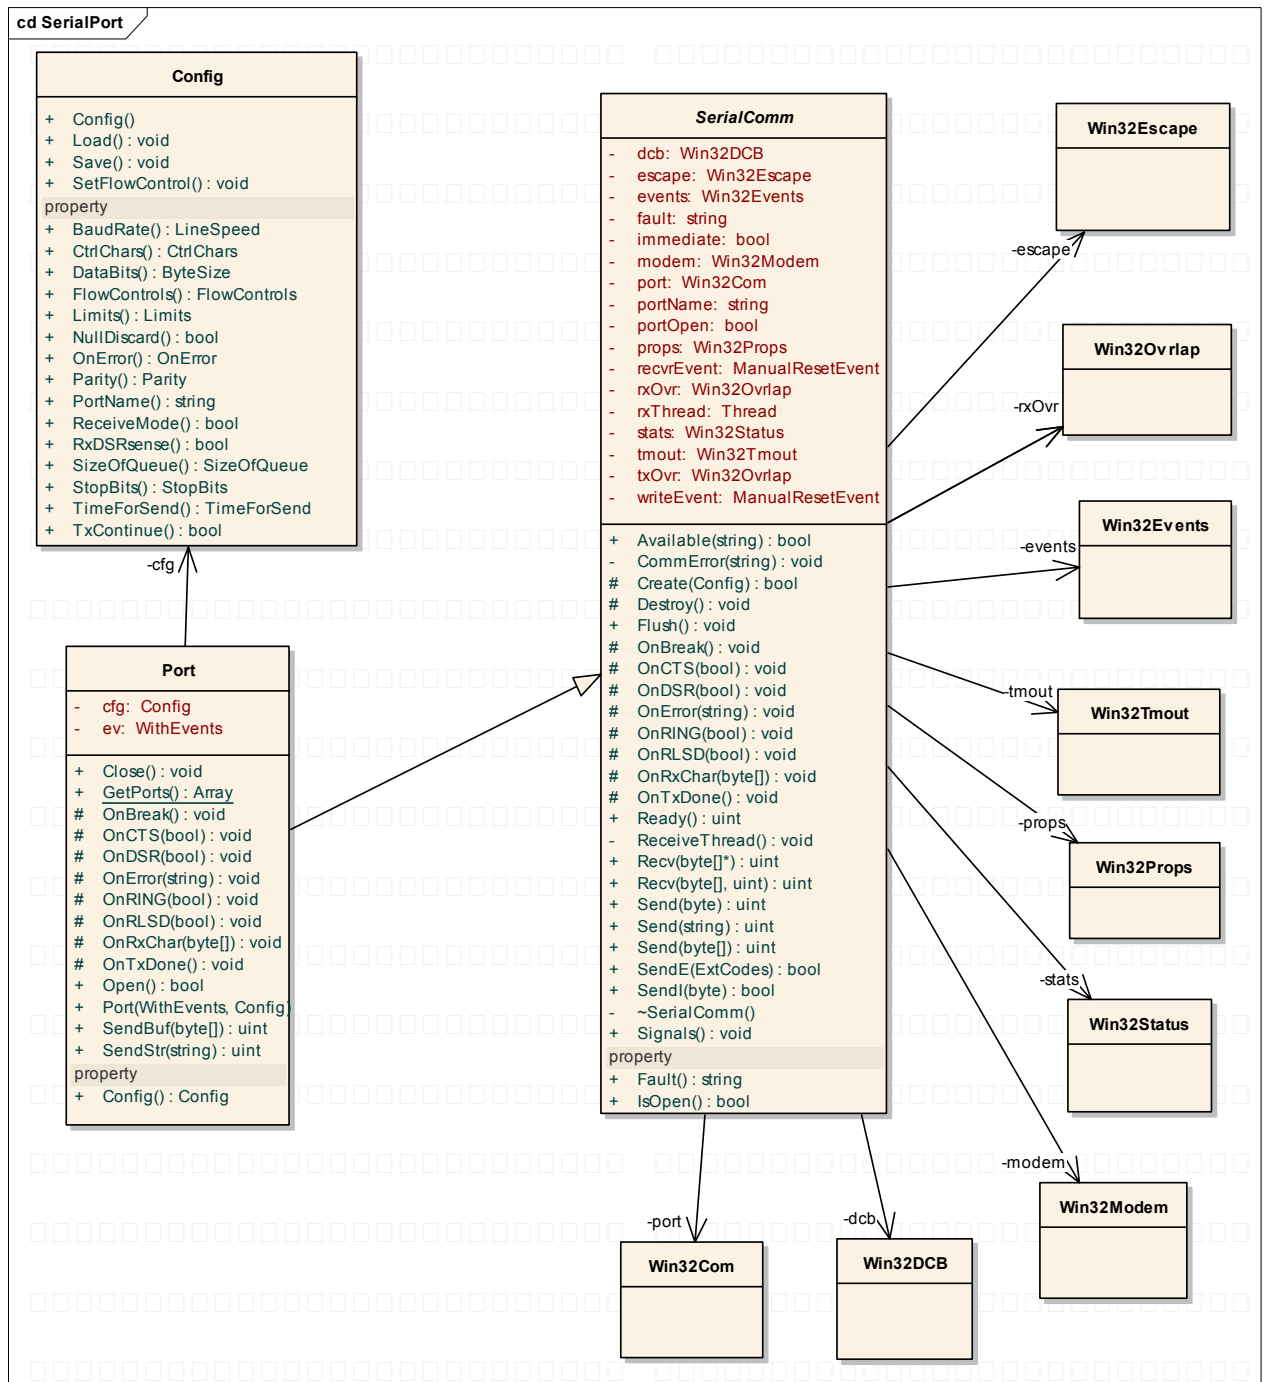 cd SerialPort
Config
+ Config()
+ Load() : void
+ Save() : void
+ SetFlowControl() : void
property
+ BaudRate() : LineSpeed
+ CtrlChars() : CtrlChars
+ DataBits() : ByteSize
+ FlowControls() : FlowControls
+ Limits() : Limits
+ NullDiscard() : bool
+ OnError() : OnError
+ Parity() : Parity
+ PortName() : string
+ ReceiveMode() : bool
+ RxDSRsense() : bool
+ SizeOfQueue() : SizeOfQueue
+ StopBits() : StopBits
+ TimeForSend() : TimeForSend
+ TxContinue() : bool
-cfg
Port
- cfg: Config
- ev: WithEvents
+ Close() : void
+ GetPorts() : Array
# OnBreak() : void
# OnCTS(bool) : void
# OnDSR(bool) : void
# OnError(string) : void
# OnRING(bool) : void
# OnRLSD(bool) : void
# OnRxChar(byte[]) : void
# OnTxDone() : void
+ Open() : bool
+ Port(WithEvents, Config)
+ SendBuf(byte[]) : uint
+ SendStr(string) : uint
property
+ Config() : Config
SerialComm
- dcb: Win32DCB
- escape: Win32Escape
- events: Win32Events
- fault: string
- immediate: bool
- modem: Win32Modem
- port: Win32Com
- portName: string
- portOpen: bool
- props: Win32Props
- recvrEvent: ManualResetEvent
- rxOvr: Win32Ovrlap
- rxThread: Thread
- stats: Win32Status
- tmout: Win32Tmout
- txOvr: Win32Ovrlap
- writeEvent: ManualResetEvent
+ Available(string) : bool
- CommError(string) : void
# Create(Config) : bool
# Destroy() : void
+ Flush() : void
# OnBreak() : void
# OnCTS(bool) : void
# OnDSR(bool) : void
# OnError(string) : void
# OnRING(bool) : void
# OnRLSD(bool) : void
# OnRxChar(byte[]) : void
# OnTxDone() : void
+ Ready() : uint
- ReceiveThread() : void
+ Recv(byte[]*) : uint
+ Recv(byte[], uint) : uint
+ Send(byte) : uint
+ Send(string) : uint
+ Send(byte[]) : uint
+ SendE(ExtCodes) : bool
+ SendI(byte) : bool
- ~SerialComm()
+ Signals() : void
property
+ Fault() : string
+ IsOpen() : bool
Win32Escape
-escape
Win32Ovrlap
-rxOvr
Win32Events
-events
-tmout
Win32Tmout
-props
Win32Props
-stats
Win32Status
-modem
Win32Modem
-port
Win32Com
-dcb
Win32DCB